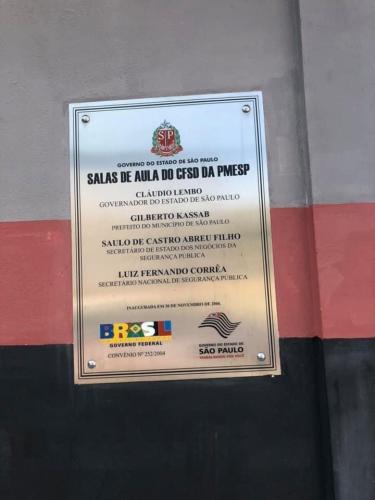 GOVERNO DO ESTADO DE SÃO PAULO
SALAS DE AULA DO CFSD DA PMESP
CLÁUDIO LEMBO
GOVERNADOR DO ESTADO DE SÃO PAULO
GILBERTO KASSAB
PREFEITO DO MUNICÍPIO DE SÃO PAULO
SAULO DE CASTRO ABREU FILHO
SECRETÁRIO DE ESTADO DOS NEGÓCIOS DA
SEGURANÇA PÚBLICA
LUIZ FERNANDO CORRÊA
SECRETÁRIO NACIONAL DE SEGURANÇA PÚBLICA
INAUGURADA EM 30 DE NOVEMBRO DE 2006.
BRASIL
GOVERNO FEDERAL
CONVÊNIO Nº 252/2004
GOVERNO DO ESTADO DE
SÃO PAULO
TRABALHANDO POR VOCÊ